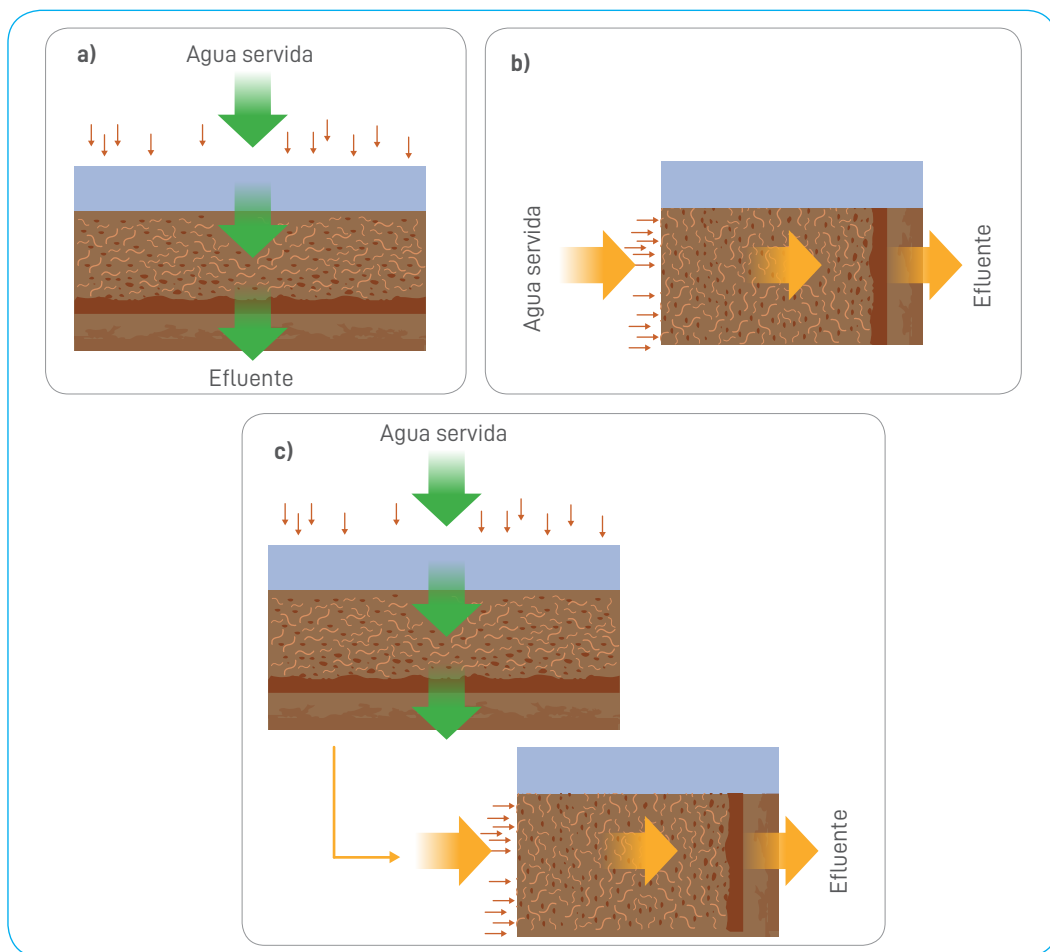 a)
Agua servida
Efluente
b)
Agua servida
Efluente
c)
Agua servida
Efluente